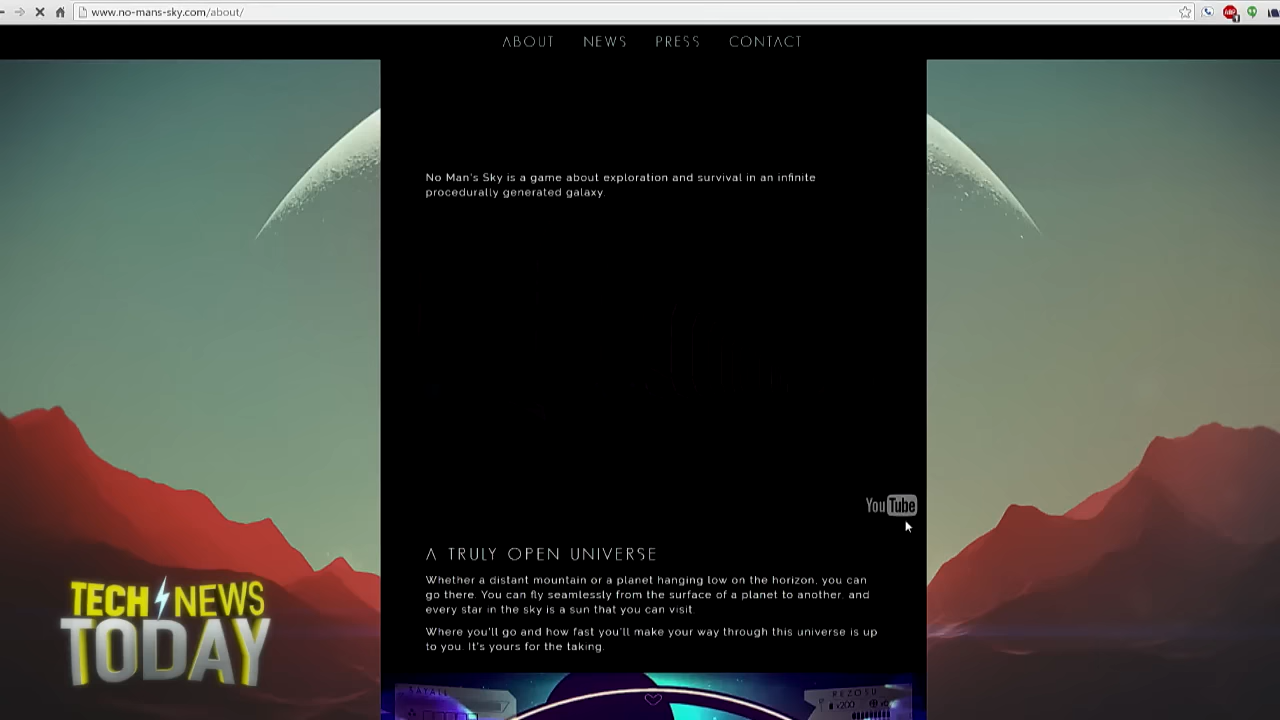 www.no-mans-sky.com/about/
ABOUT NEWS PRESS CONTACT
No Man's Sky is a game about exploration and survival in an infinite
procedurally generated galaxy.
YouTube
A TRULY OPEN UNIVERSE
Whether a distant mountain or a planet hanging low on the horizon, you can
go there. You can fly seamlessly from the surface of a planet to another, and
every star in the sky is a sun that you can visit.
Where you'll go and how fast you'll make your way through this universe is up
to you. It's yours for the taking.
TECH NEWS
TODAY
REZOSU
200